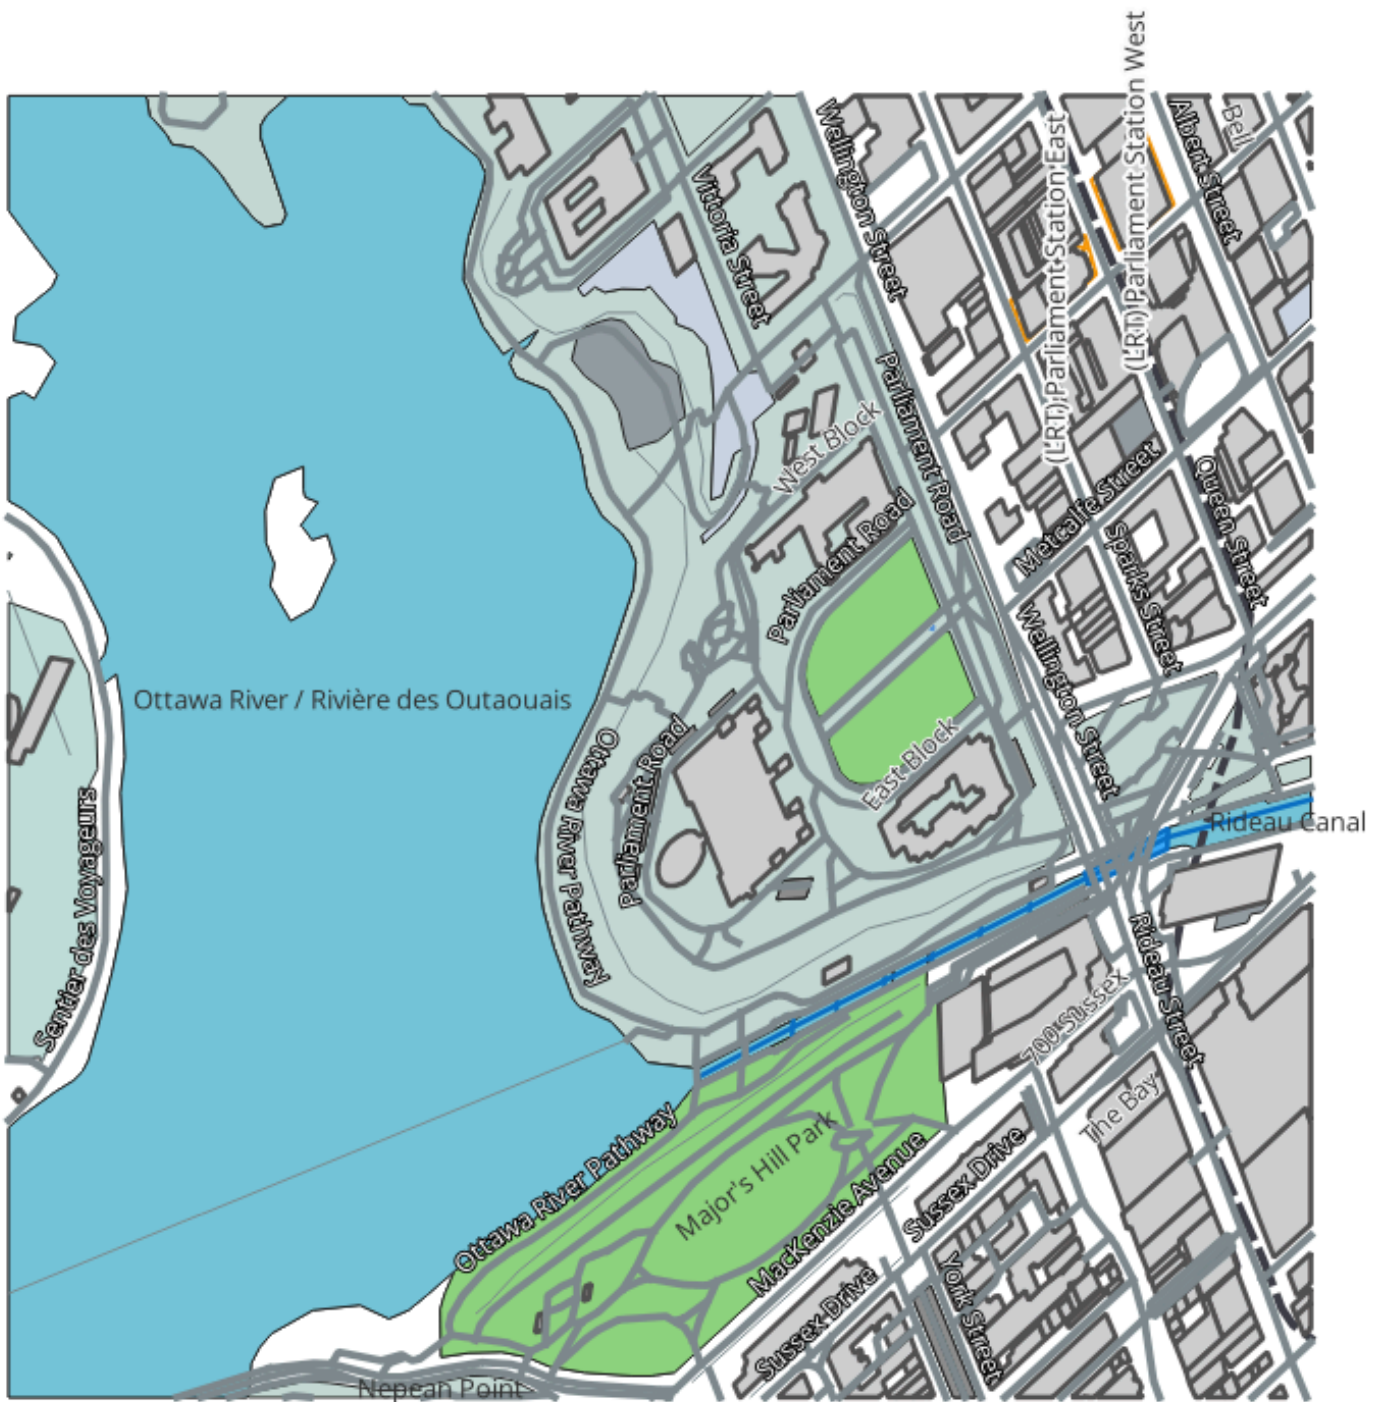 (LRT) Parliament Station West
(LRT) Parliament Station East
Wellington Street
Albert Street
Bell
Vittoria Street
Parliament Road
West Block
Metcalfe Street
Queen Street
Parliament Road
Sparks Street
Wellington Street
Ottawa River / Rivière des Outaouais
Ottawa River Pathway
Parliament Road
East Block
Rideau Canal
Sentier des Voyageurs
Rideau Street
700 Sussex
The Bay
Ottawa River Pathway
Major's Hill Park
MacKenzie Avenue
Sussex Drive
Sussex Drive
York Street
Nepean Point